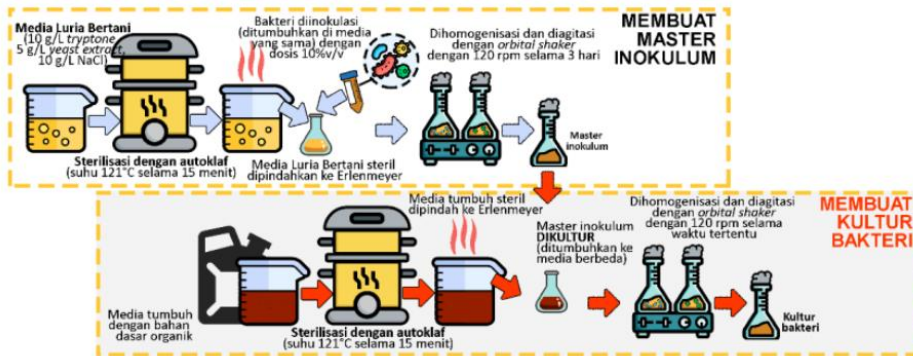 Media Luria Bertani
(10 g/L tryptone,
5 g/L yeast extract,
10 g/L NaCl)
Sterilisasi dengan autoklaf
(suhu 121°C selama 15 menit)
Bakteri diinokulasi
(ditumbuhkan di media
yang sama) dengan
dosis 10%v/v
Media Luria Bertani steril
dipindahkan ke Erlenmeyer
Dihomogenisasi dan diagitasi
dengan orbital shaker
dengan 120 rpm selama 3 hari
Master
inokulum
MEMBUAT
MASTER
INOKULUM
Media tumbuh
dengan bahan
dasar organik
Sterilisasi dengan autoklaf
(suhu 121°C selama 15 menit)
Media tumbuh steril
dipindah ke Erlenmeyer
Master inokulum
DIKULTUR
(ditumbuhkan ke
media berbeda)
Dihomogenisasi dan diagitasi
dengan orbital shaker
dengan 120 rpm selama
waktu tertentu
Kultur
bakteri
MEMBUAT
KULTUR
BAKTERI